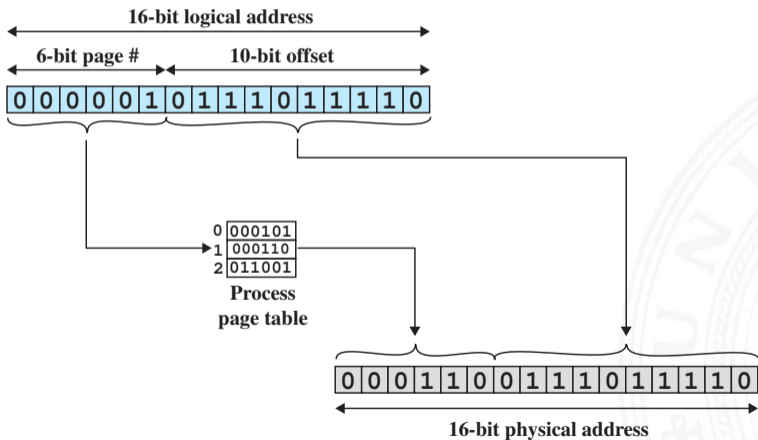 16-bit logical address
6-bit page # 10-bit offset
0 0 0 0 0 1 0 1 1 1 0 1 1 1 1 0
0 000101
1 000110
2 011001
Process
page table
0 0 0 1 1 0 0 1 1 1 0 1 1 1 1 0
16-bit physical address
U N I